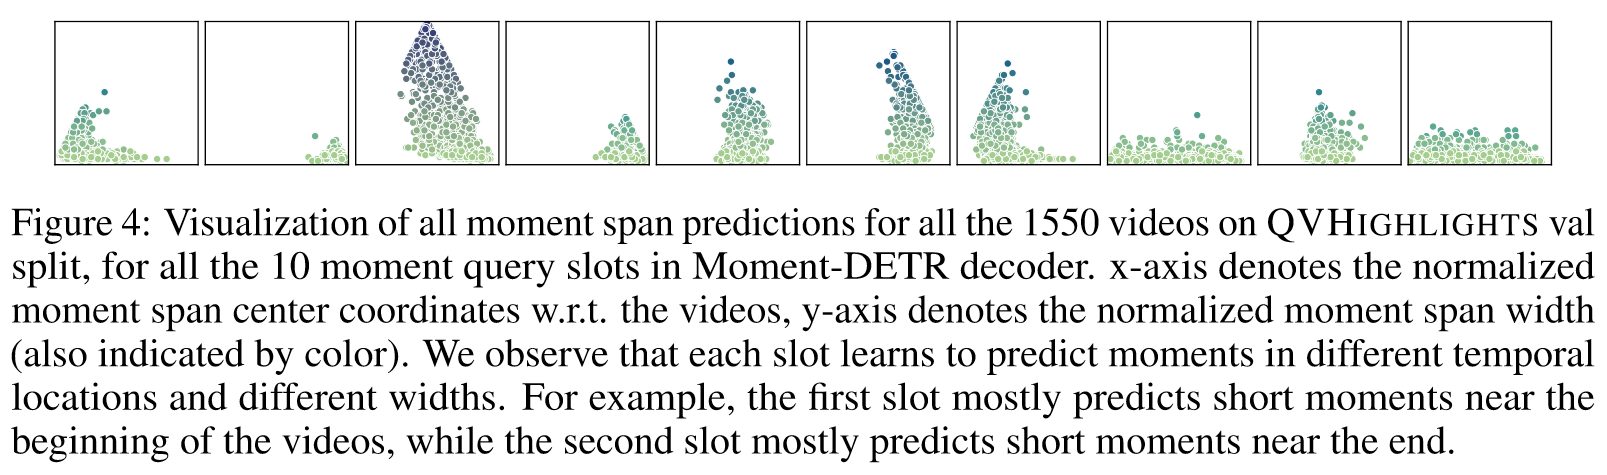 Figure 4: Visualization of all moment span predictions for all the 1550 videos on QVHIGHLIGHTS val
split, for all the 10 moment query slots in Moment-DETR decoder. x-axis denotes the normalized
moment span center coordinates w.r.t. the videos, y-axis denotes the normalized moment span width
(also indicated by color). We observe that each slot learns to predict moments in different temporal
locations and different widths. For example, the first slot mostly predicts short moments near the
beginning of the videos, while the second slot mostly predicts short moments near the end.